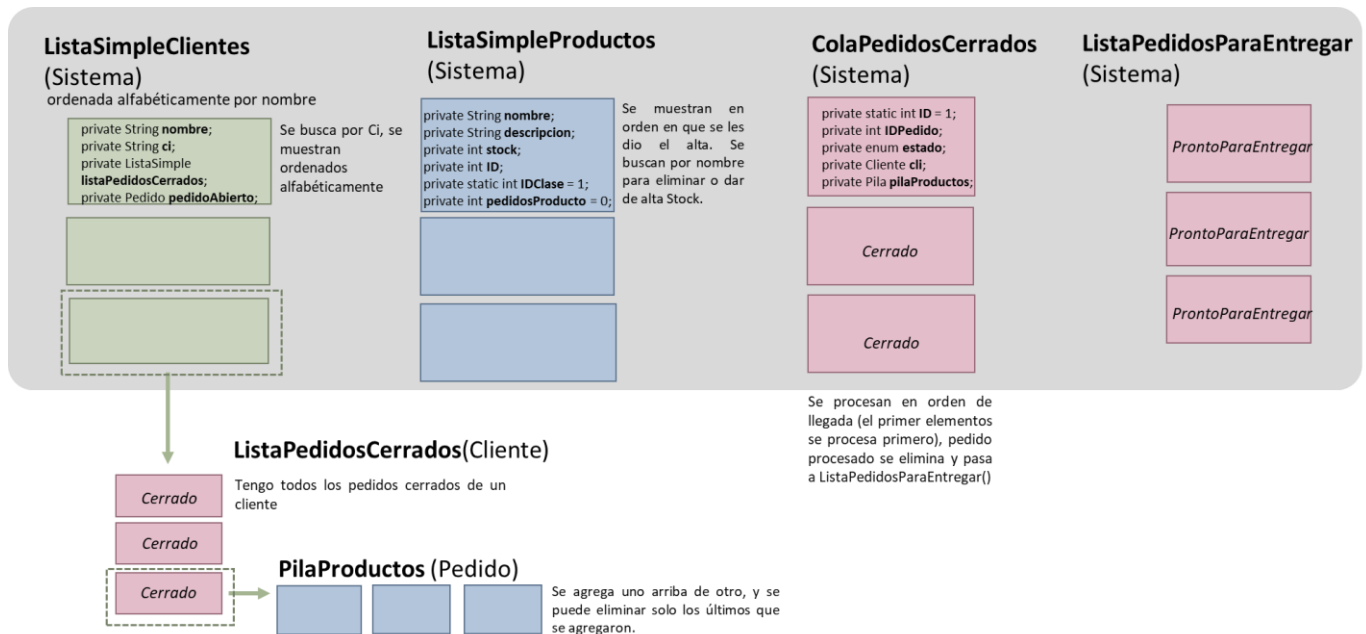 ListaSimpleClientes
(Sistema)
ordenada alfabéticamente por nombre
private String nombre;
private String ci;
private ListaSimple
listaPedidosCerrados;
private Pedido pedidoAbierto;
Se busca por Ci, se
muestran
ordenados
alfabéticamente
ListaSimpleProductos
(Sistema)
private String nombre;
private String descripcion;
private int stock;
private int ID;
private static int IDClase = 1;
private int pedidosProducto = 0;
Se muestran en
orden en que se les
dio el alta. Se
buscan por nombre
para eliminar o dar
de alta Stock.
ColaPedidosCerrados
(Sistema)
private static int ID = 1;
private int IDPedido;
private enum estado;
private Cliente cli;
private Pila pilaProductos;
Cerrado
Cerrado
Se procesan en orden de
llegada (el primer elementos
se procesa primero), pedido
procesado se elimina y pasa
a ListaPedidosParaEntregar()
ListaPedidosParaEntregar
(Sistema)
ProntoParaEntregar
ProntoParaEntregar
ProntoParaEntregar
ListaPedidosCerrados(Cliente)
Tengo todos los pedidos cerrados de un
cliente
Cerrado
Cerrado
Cerrado
PilaProductos (Pedido)
Se agrega uno arriba de otro, y se
puede eliminar solo los últimos que
se agregaron.